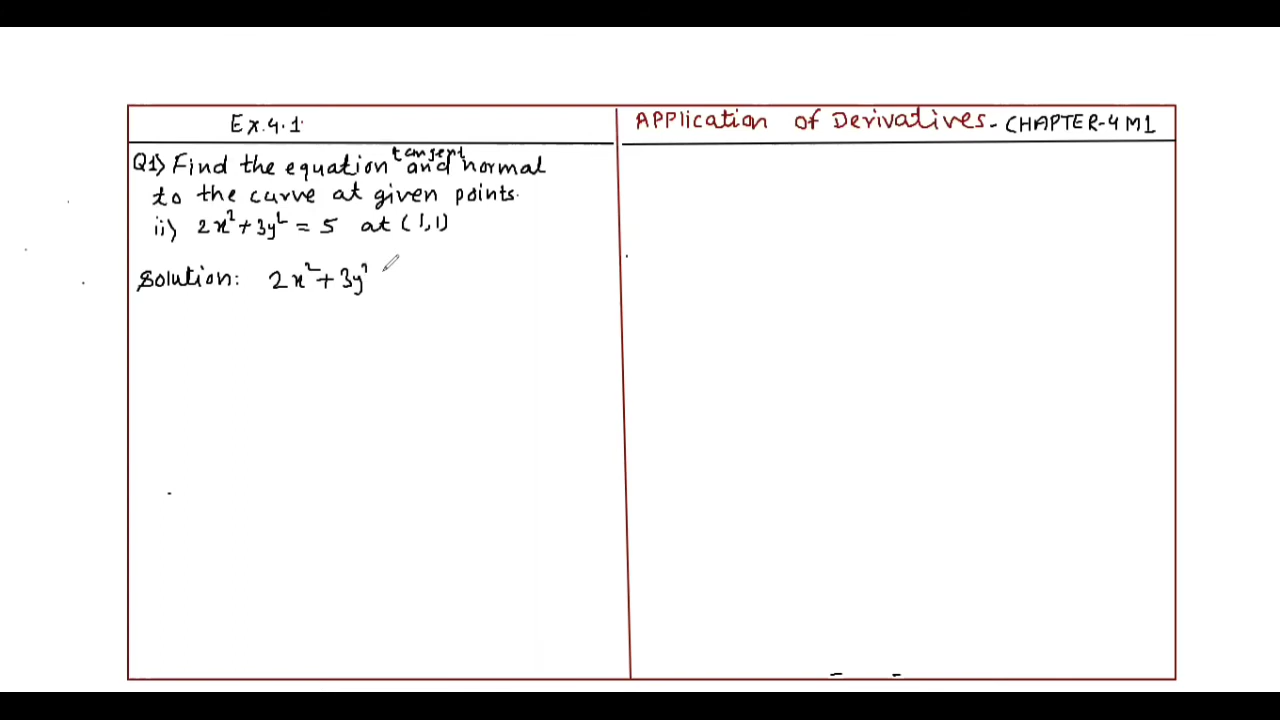 Ex.4.1
Q1) Find the equation tangent and normal
to the curve at given points.
ii) 2x² + 3y² = 5 at (1,1)
Solution: 2x² + 3y²
APPlication of Derivatives - CHAPTER-4 M1